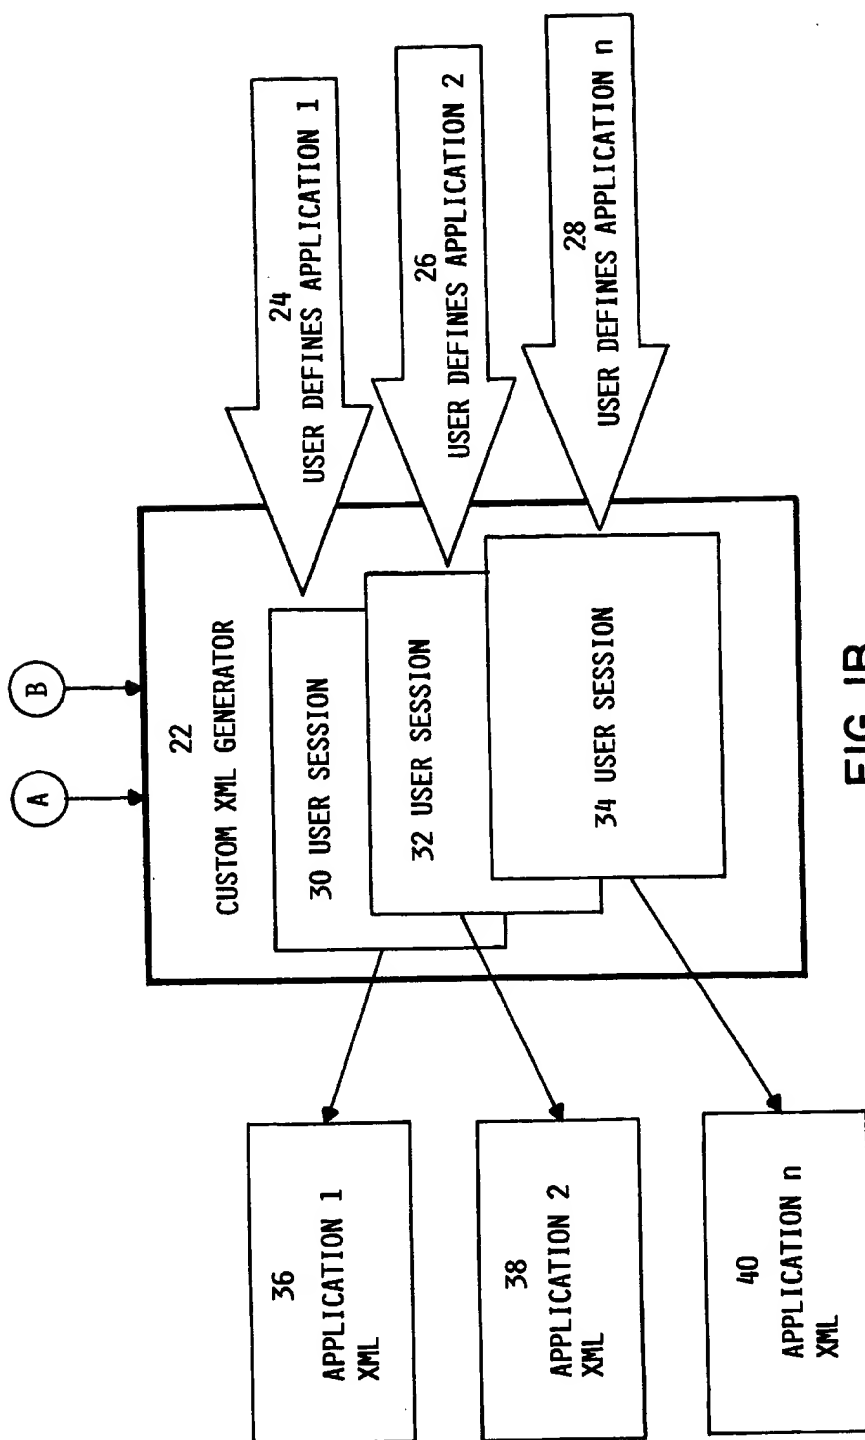 A
B
22
CUSTOM XML GENERATOR
30 USER SESSION
32 USER SESSION
34 USER SESSION
24
USER DEFINES APPLICATION 1
26
USER DEFINES APPLICATION 2
28
USER DEFINES APPLICATION n
36
APPLICATION 1
XML
38
APPLICATION 2
XML
40
APPLICATION n
XML
FIG. 1B